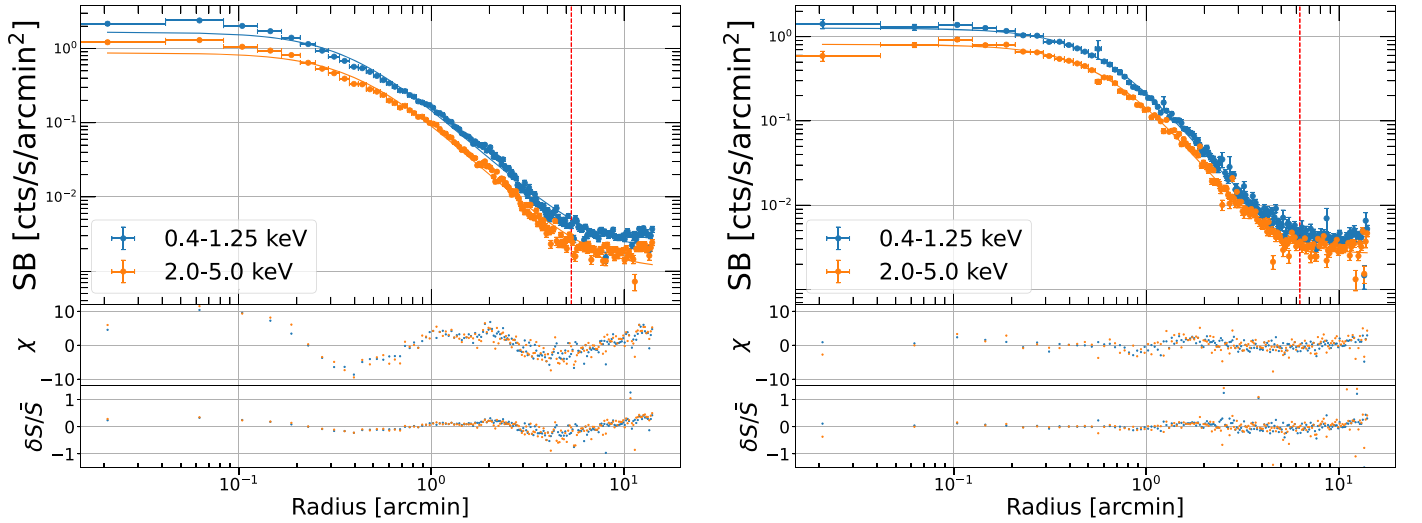 SB [cts/s/arcmin²]
10⁰
10⁻¹
10⁻²
0.4-1.25 keV
2.0-5.0 keV
χ
10
0
−10
δS/S̄
1
0
−1
10⁻¹
10⁰
10¹
Radius [arcmin]
SB [cts/s/arcmin²]
10⁰
10⁻¹
10⁻²
0.4-1.25 keV
2.0-5.0 keV
χ
10
0
−10
δS/S̄
1
0
−1
10⁻¹
10⁰
10¹
Radius [arcmin]